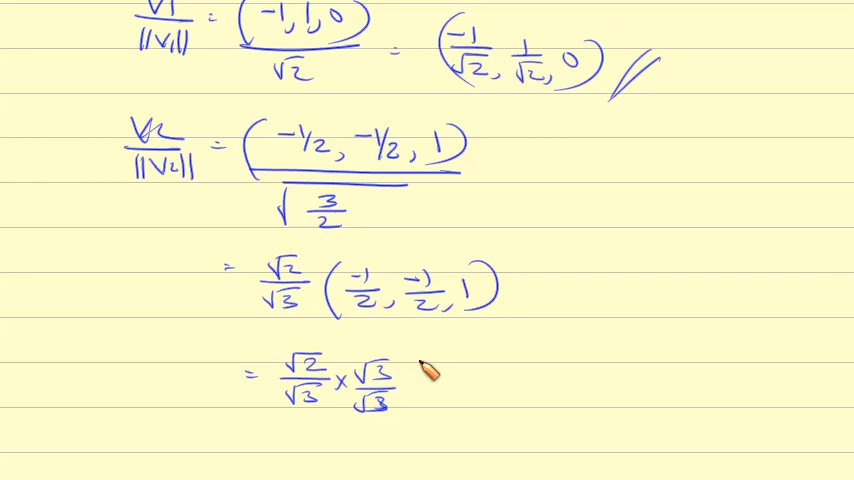 V1/||V1|| = (-1, 1, 0)/√2 = (-1/√2, 1/√2, 0)
V2/||V2|| = (-1/2, -1/2, 1)/√(3/2)
= √2/√3 (-1/2, -1/2, 1)
= √2/√3 × √3/√3